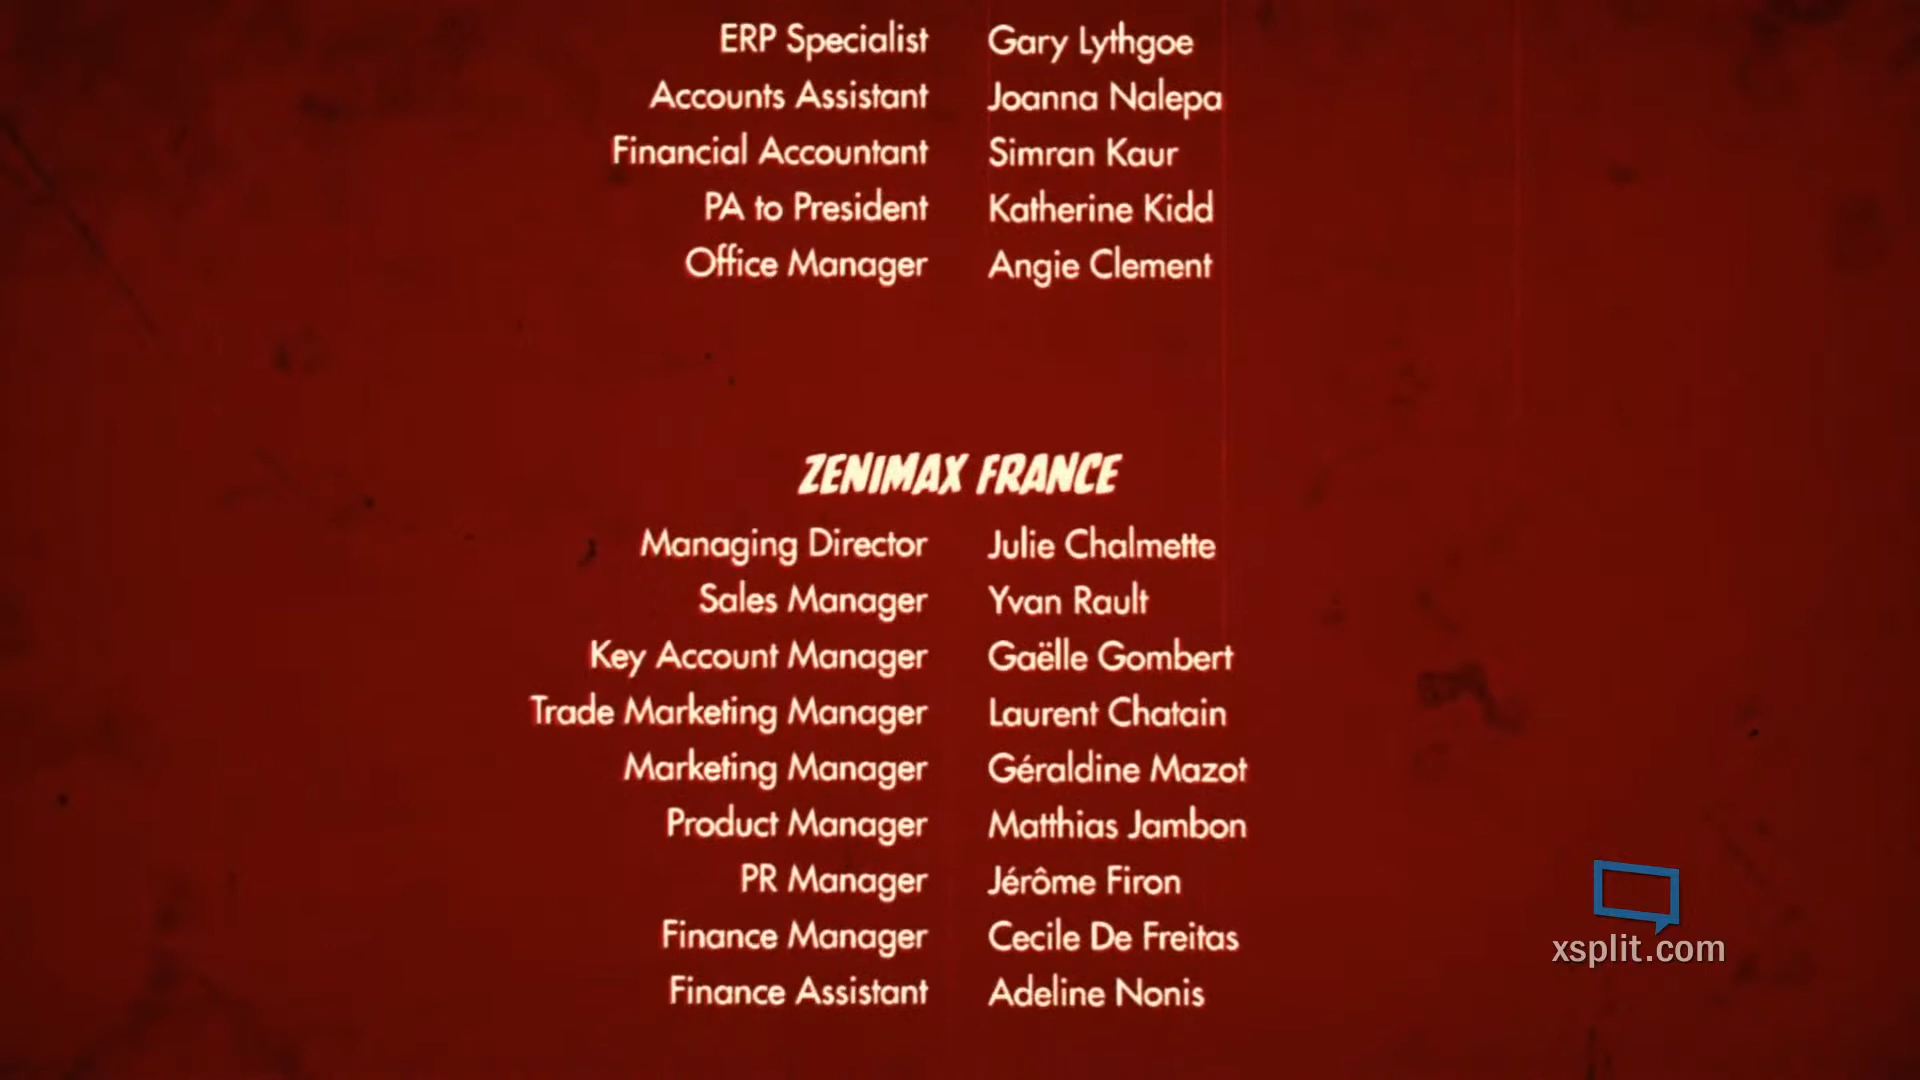 ERP Specialist Gary Lythgoe
Accounts Assistant Joanna Nalepa
Financial Accountant Simran Kaur
PA to President Katherine Kidd
Office Manager Angie Clement
ZENIMAX FRANCE
Managing Director Julie Chalmette
Sales Manager Yvan Rault
Key Account Manager Gaëlle Gombert
Trade Marketing Manager Laurent Chatain
Marketing Manager Géraldine Mazot
Product Manager Matthias Jambon
PR Manager Jérôme Firon
Finance Manager Cecile De Freitas
Finance Assistant Adeline Nonis
xsplit.com